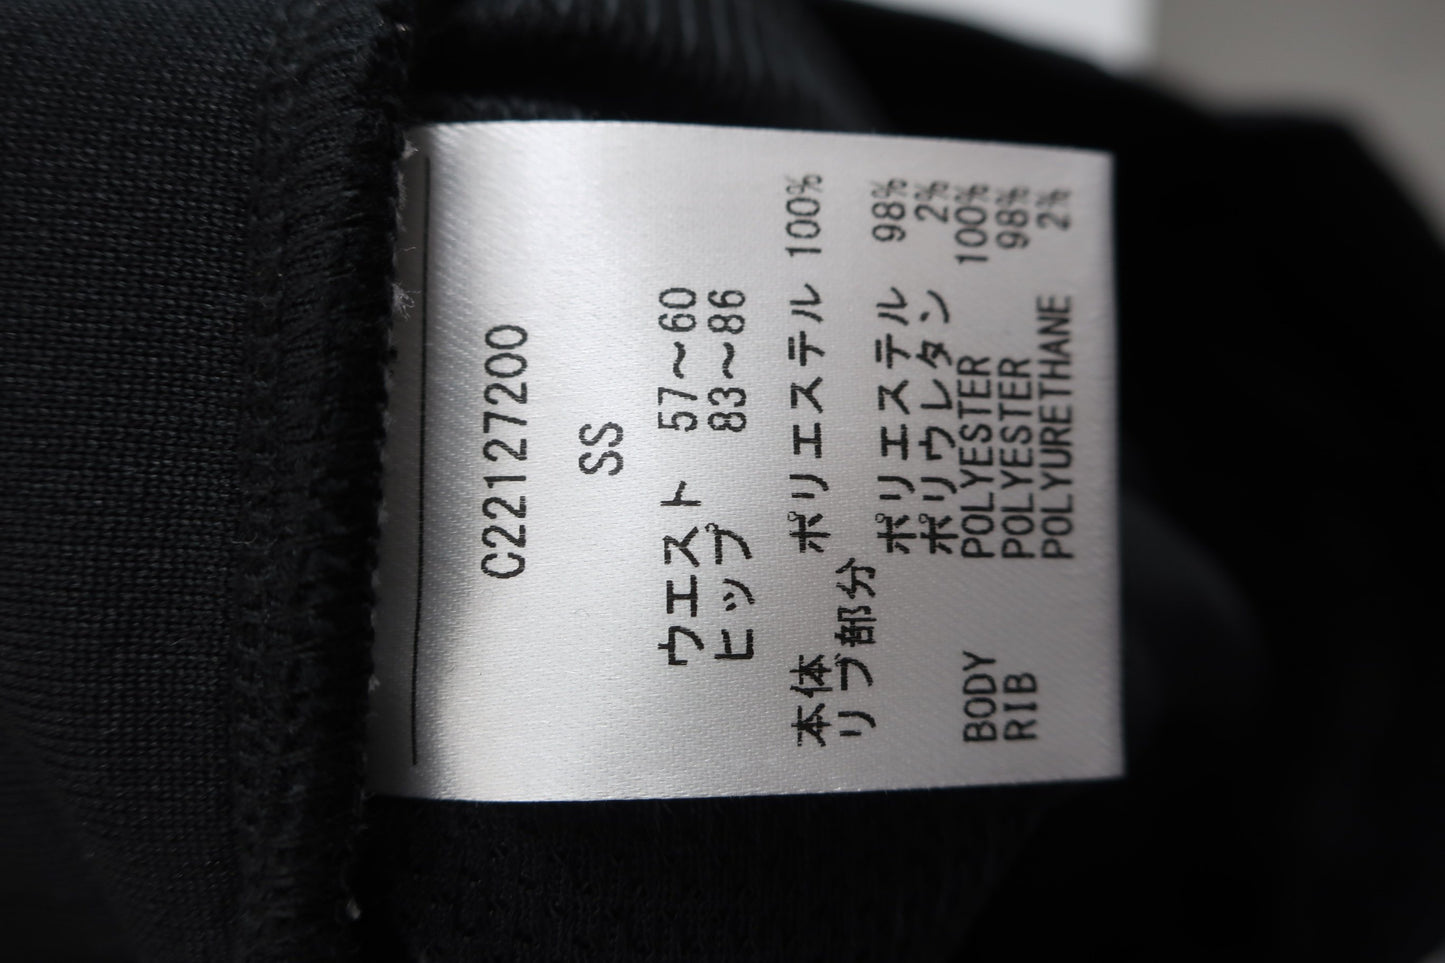 C22127200
SS
ウエスト 57～60
ヒップ 83～86
本体 ポリエステル 100%
リブ部分
ポリエステル 98%
ポリウレタン 2%
BODY POLYESTER 100%
RIB POLYESTER 98%
POLYURETHANE 2%